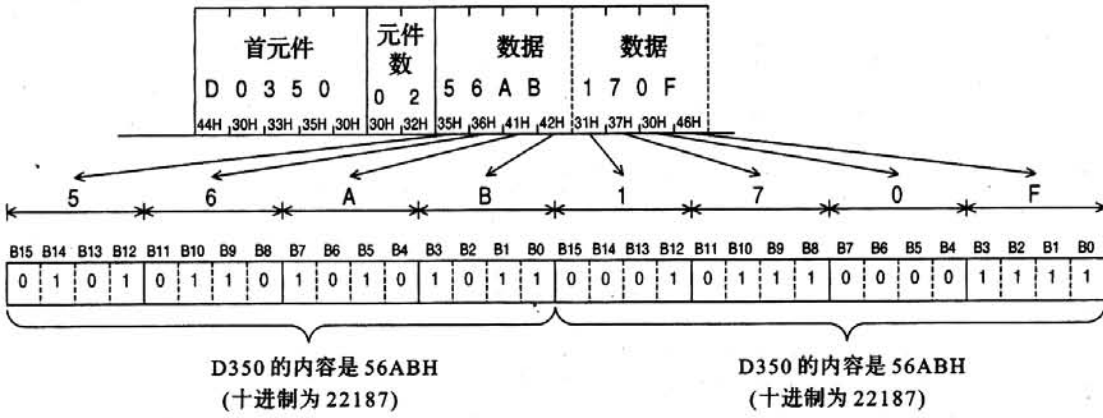 首元件
元件
数
数据
数据
D 0 3 5 0
0 2
5 6 A B
1 7 0 F
44H 30H 33H 35H 30H 30H 32H 35H 36H 41H 42H 31H 37H 30H 46H
5 6 A B 1 7 0 F
B15 B14 B13 B12 B11 B10 B9 B8 B7 B6 B5 B4 B3 B2 B1 B0 B15 B14 B13 B12 B11 B10 B9 B8 B7 B6 B5 B4 B3 B2 B1 B0
0 1 0 1 0 1 1 0 1 0 1 0 1 0 1 1 0 0 0 1 0 1 1 1 0 0 0 0 1 1 1 1
D350 的内容是 56ABH
(十进制为 22187)
D350 的内容是 56ABH
(十进制为 22187)